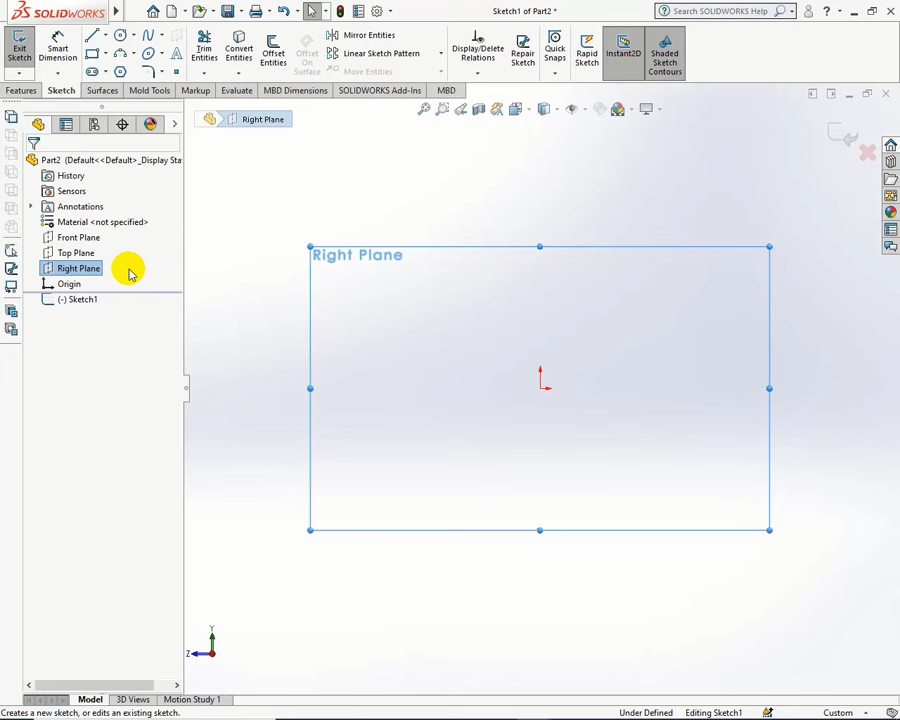 SOLIDWORKS
Sketch1 of Part2 *
Search SOLIDWORKS Help
Exit Sketch
Smart Dimension
Trim Entities
Convert Entities
Offset Entities
Offset On Surface
Mirror Entities
Linear Sketch Pattern
Move Entities
Display/Delete Relations
Repair Sketch
Quick Snaps
Rapid Sketch
Instant2D
Shaded Sketch Contours
Features Sketch Surfaces Mold Tools Markup Evaluate MBD Dimensions SOLIDWORKS Add-Ins MBD
Right Plane
Part2 (Default<<Default>_Display Sta
History
Sensors
Annotations
Material <not specified>
Front Plane
Top Plane
Right Plane
Origin
(-) Sketch1
Right Plane
Y
Z
Model 3D Views Motion Study 1
Creates a new sketch, or edits an existing sketch. Under Defined Editing Sketch1 Custom